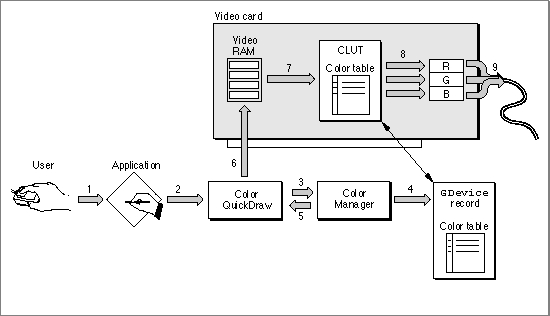 Video card
Video
RAM
CLUT
Color table
7
8
R
G
B
9
6
User
Application
1
2
Color
QuickDraw
3
5
Color
Manager
4
GDevice
record
Color table